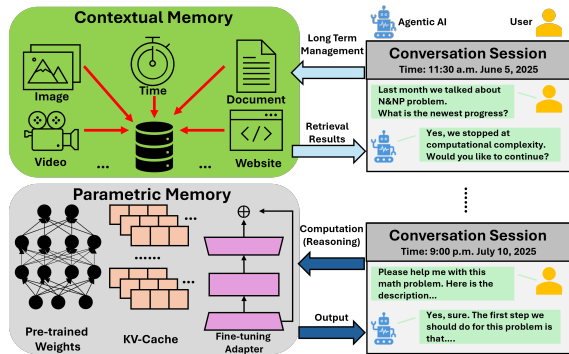 Contextual Memory
Image
Time
Document
Video
...
...
Website
Long Term
Management
Retrieval
Results
Agentic AI
User
Conversation Session
Time: 11:30 a.m. June 5, 2025
Last month we talked about
N&NP problem.
What is the newest progress?
Yes, we stopped at
computational complexity.
Would you like to continue?
Parametric Memory
...
......
...
Pre-trained
Weights
KV-Cache
Fine-tuning
Adapter
Computation
(Reasoning)
Output
Conversation Session
Time: 9:00 p.m. July 10, 2025
Please help me with this
math problem. Here is the
description...
Yes, sure. The first step we
should do for this problem is
that....